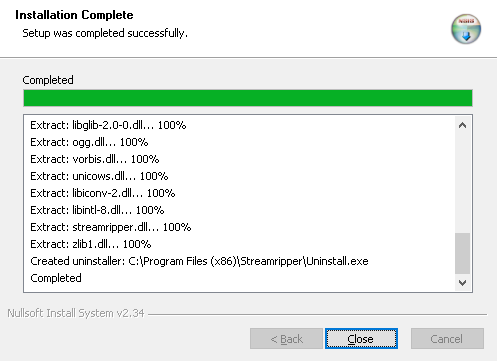 Installation Complete
Setup was completed successfully.
Completed
Extract: libglib-2.0-0.dll... 100%
Extract: ogg.dll... 100%
Extract: vorbis.dll... 100%
Extract: unicows.dll... 100%
Extract: libiconv-2.dll... 100%
Extract: libintl-8.dll... 100%
Extract: streamripper.dll... 100%
Extract: zlib1.dll... 100%
Created uninstaller: C:\Program Files (x86)\Streamripper\Uninstall.exe
Completed
Nullsoft Install System v2.34
< Back Close Cancel